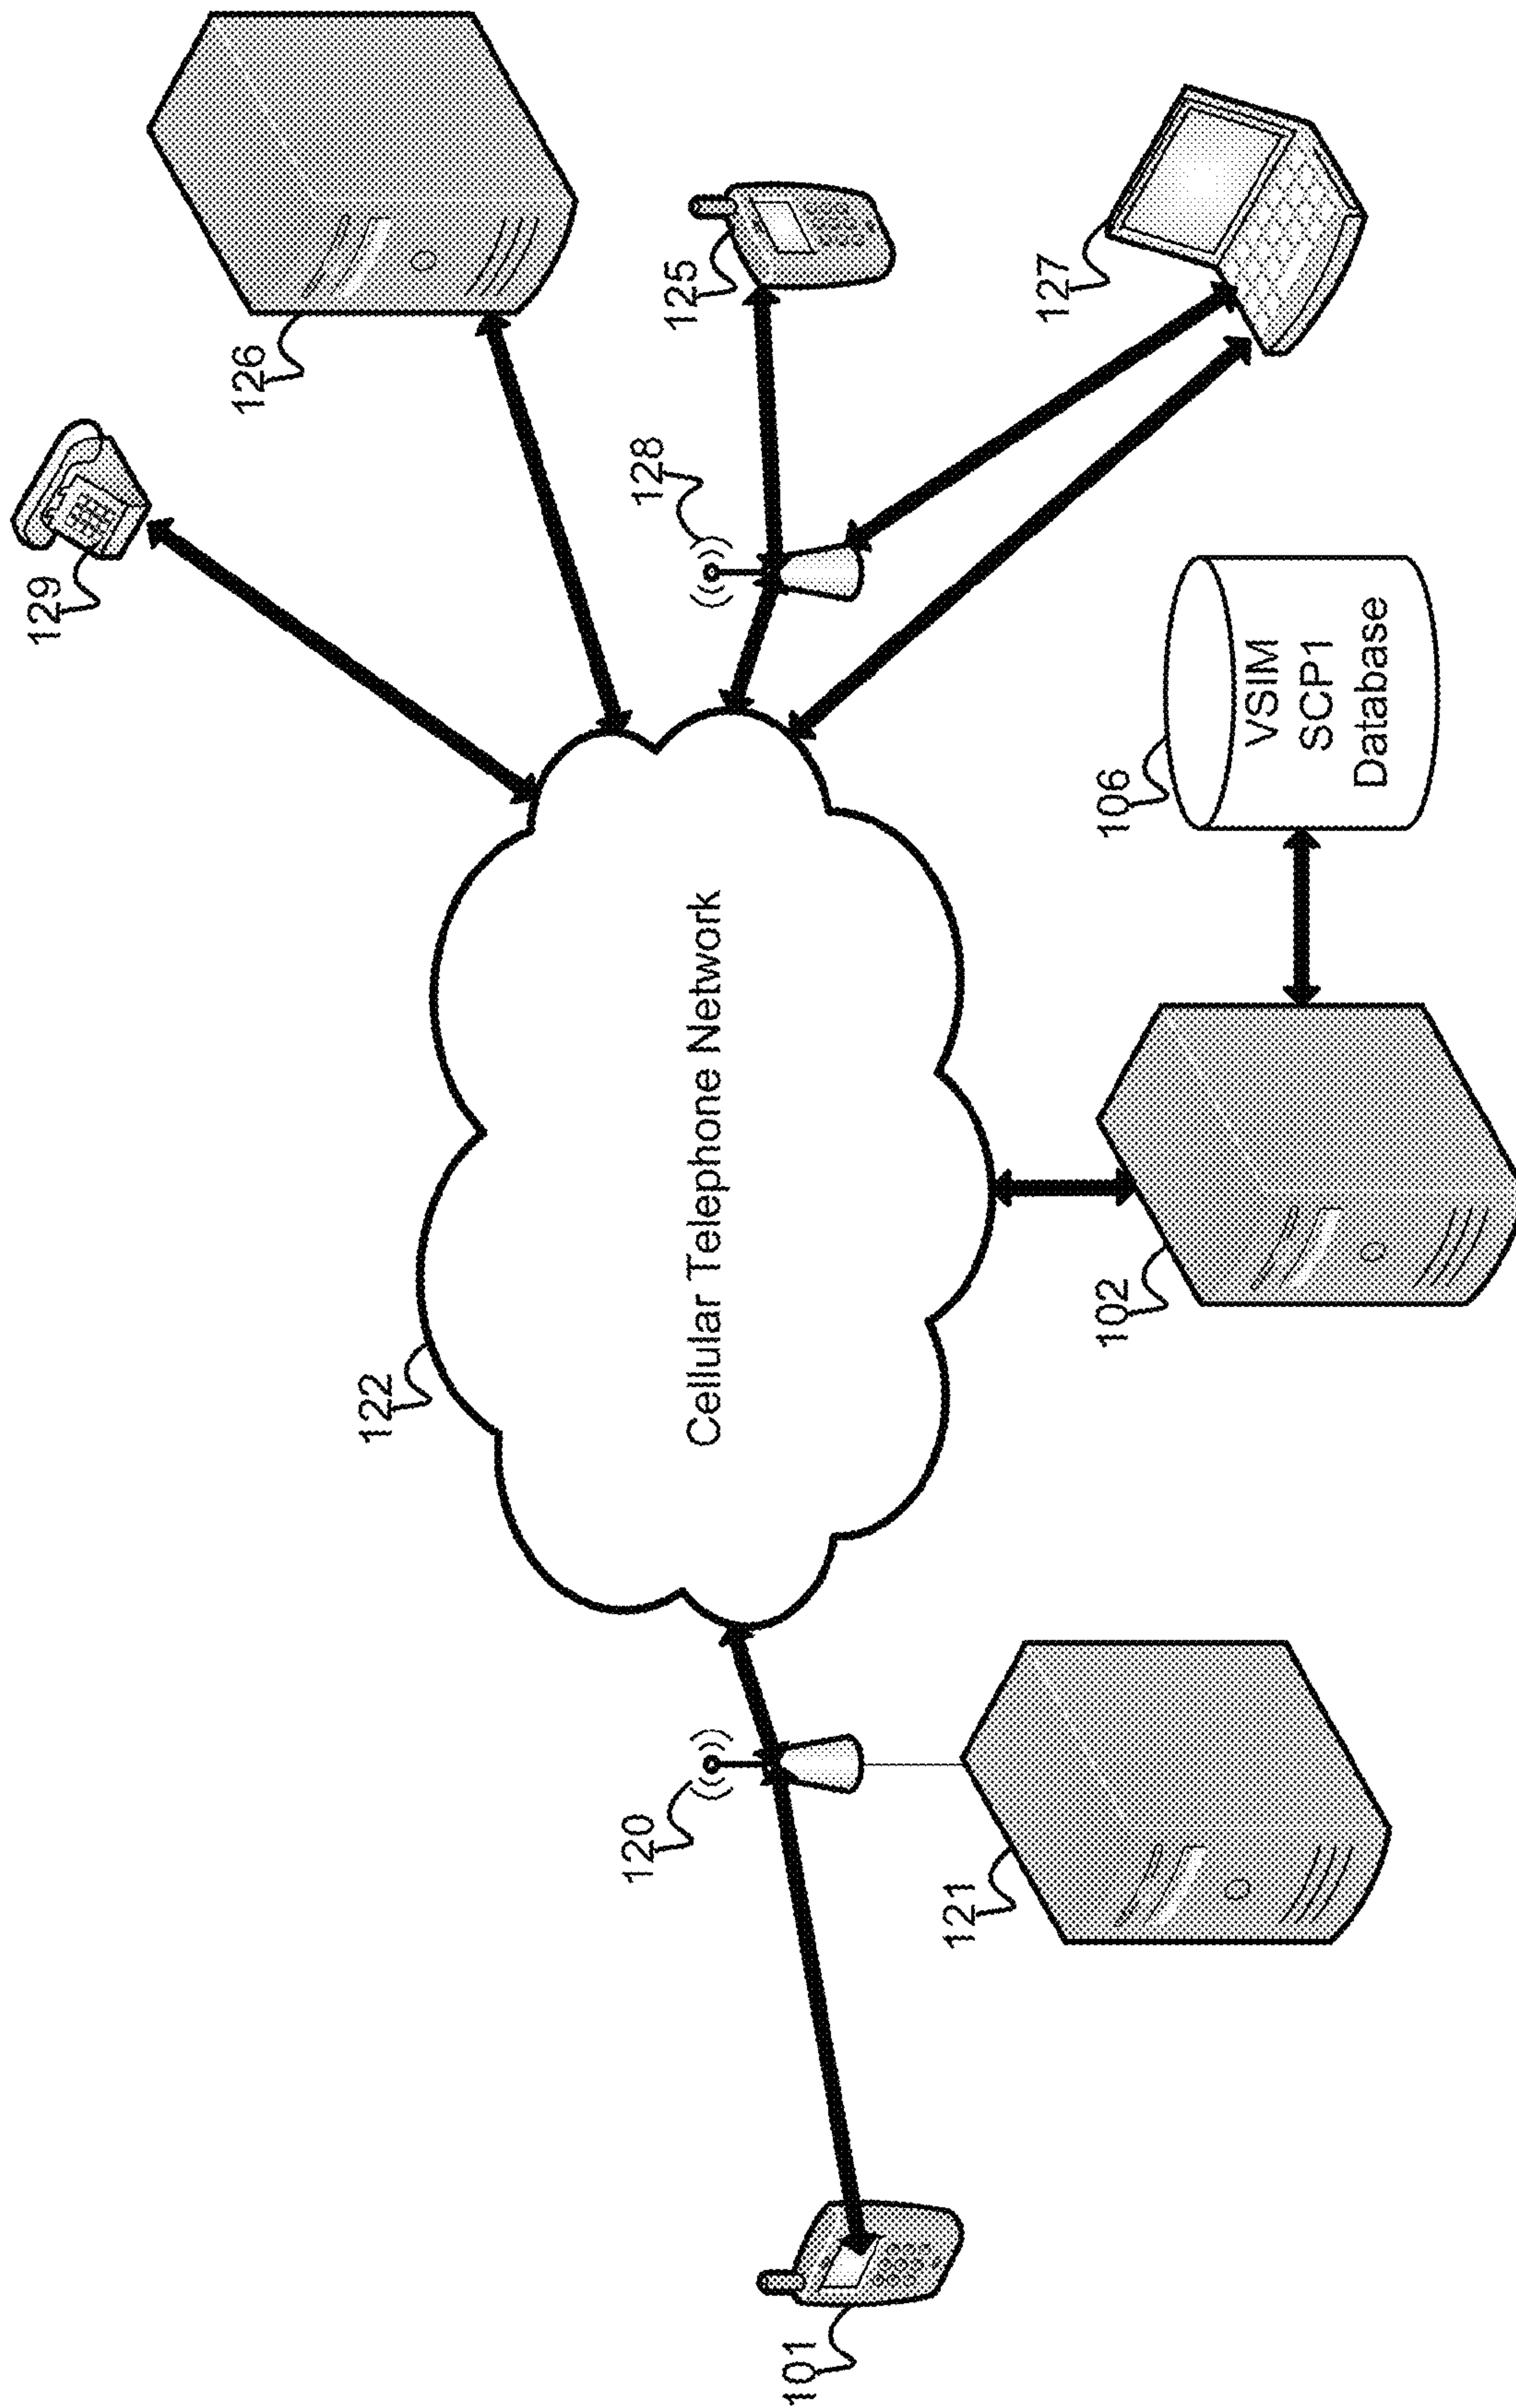 129
126
122
128
125
Cellular Telephone Network
120
127
101
121
102
106
VSIM
SCP1
Database